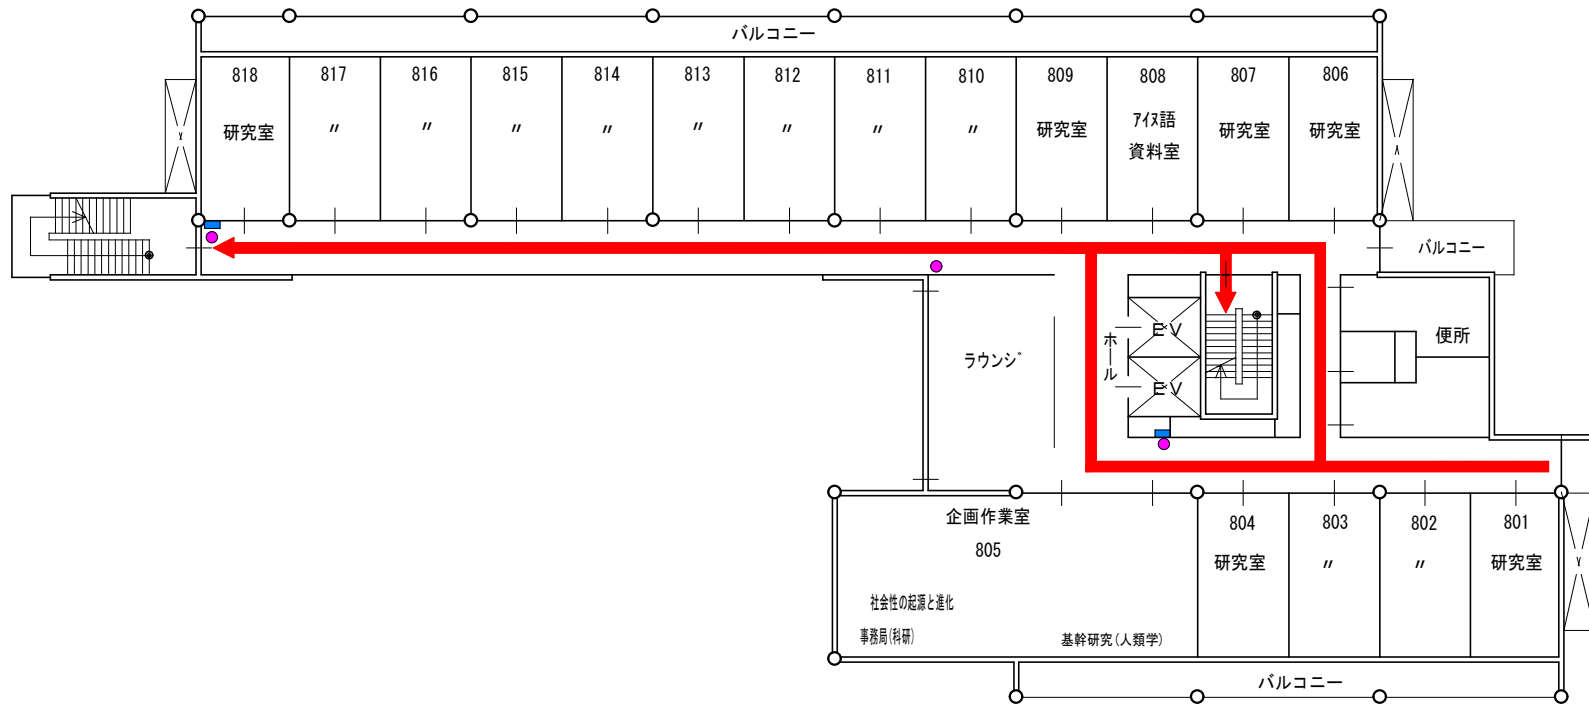 バルコニー
818 817 816 815 814 813 812 811 810 809 808 807 806
研究室 〃 〃 〃 〃 〃 〃 〃 〃 研究室 ｱｲﾇ語 研究室 研究室
資料室
バルコニー
ホール
EV
便所
ラウンジ
EV
企画作業室
805
804 803 802 801
研究室 〃 〃 研究室
社会性の起源と進化
事務局(科研)
基幹研究(人類学)
バルコニー